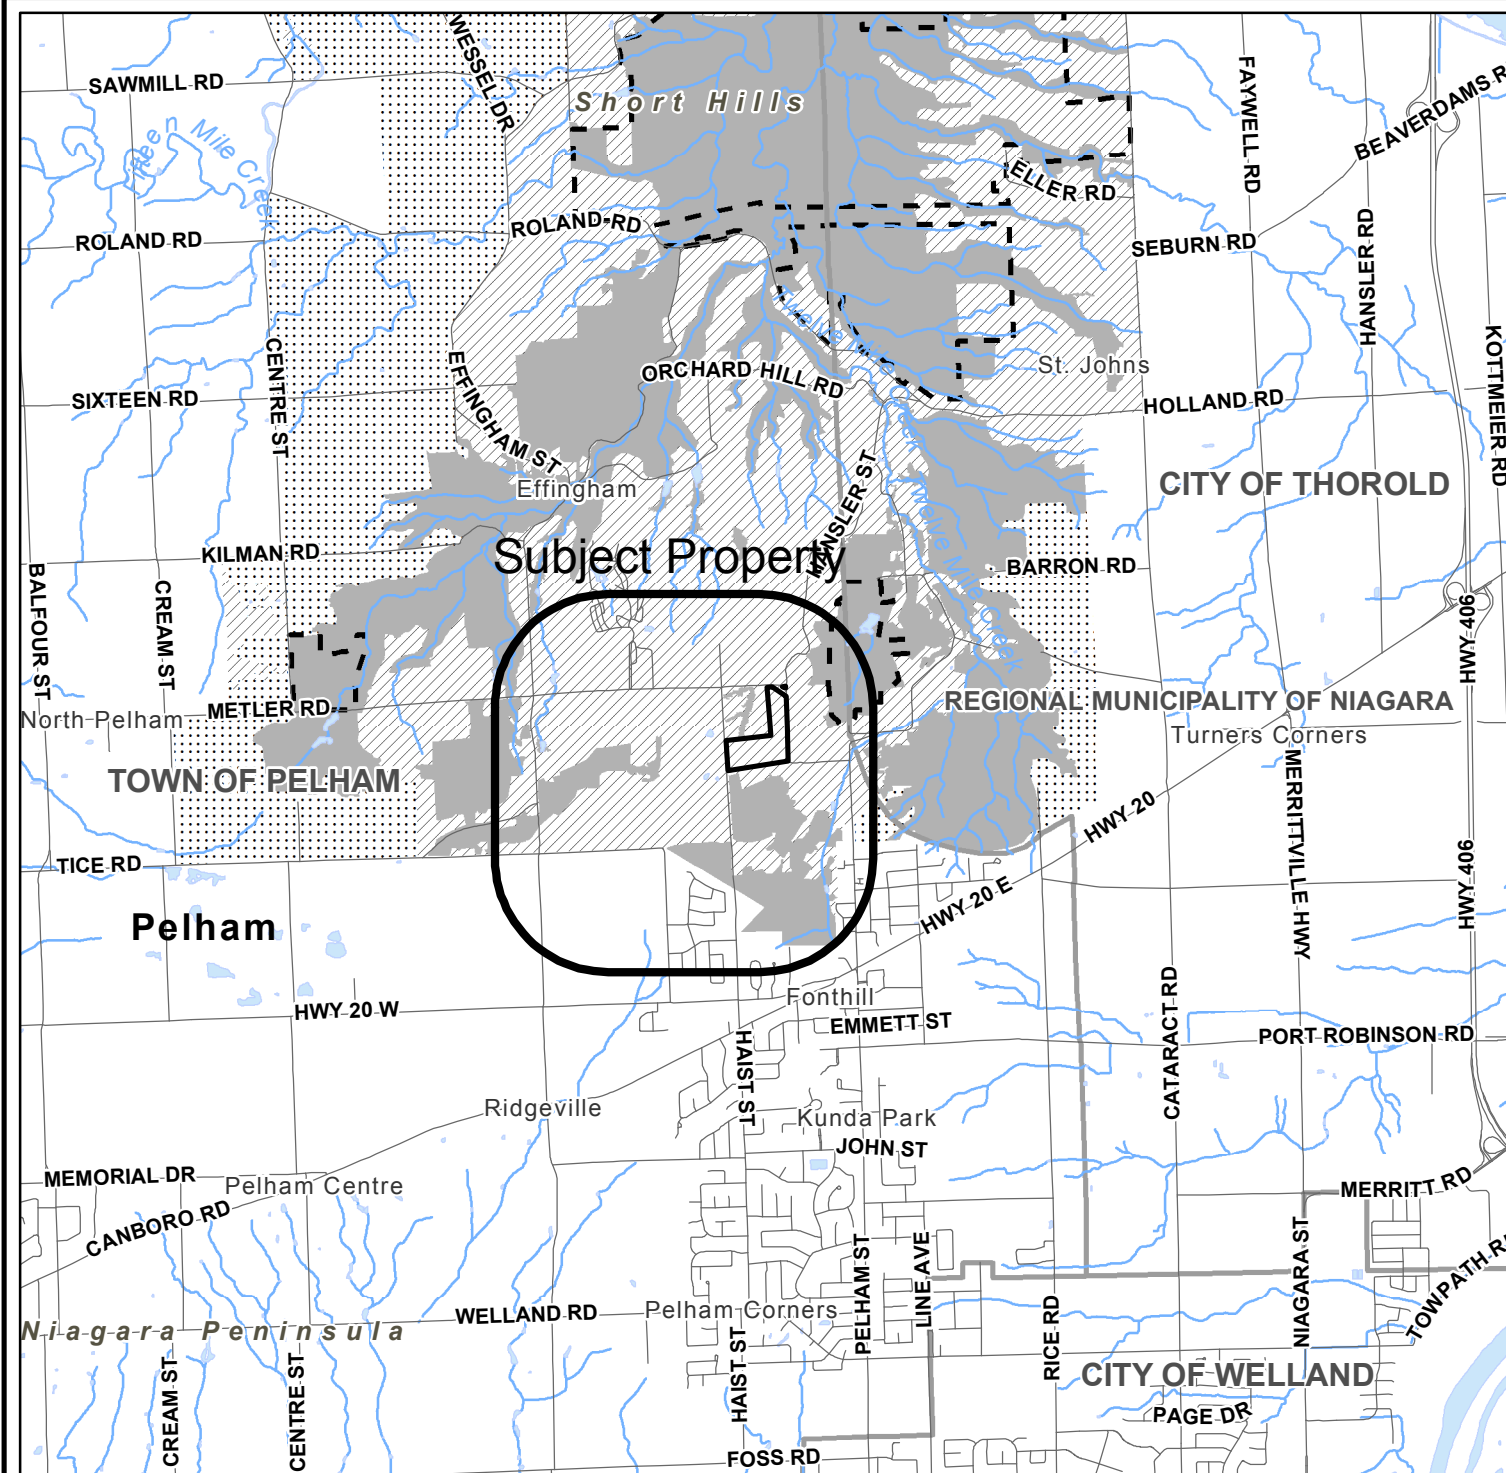 WESSEL DR
SAWMILL RD
Short Hills
FAYWELL RD
BEAVERDAMS R
een Mile Creek
ELLER RD
ROLAND RD
ROLAND RD
SEBURN RD
HANSLER RD
Twelve Mile Creek
CENTRE ST
EFFINGHAM ST
ORCHARD HILL RD
St. Johns
KOTTMEIER RD
SIXTEEN RD
HOLLAND RD
Effingham
HANSLER ST
CITY OF THOROLD
Twelve Mile Creek
KILMAN RD
Subject Property
BARRON RD
BALFOUR ST
CREAM ST
HWY 406
North Pelham
METLER RD
REGIONAL MUNICIPALITY OF NIAGARA
Turners Corners
TOWN OF PELHAM
MERRITTVILLE HWY
HWY 20
TICE RD
HWY 406
HWY 20 E
Pelham
HWY 20 W
Fonthill
EMMETT ST
CATARACT RD
PORT ROBINSON RD
HAIST ST
Ridgeville
Kunda Park
JOHN ST
MEMORIAL DR
Pelham Centre
MERRITT RD
CANBORO RD
PELHAM ST
LINE AVE
NIAGARA ST
TOWPATH R
WELLAND RD
Pelham Corners
Niagara Peninsula
RICE RD
CREAM ST
CENTRE ST
HAIST ST
CITY OF WELLAND
PAGE DR
FOSS RD